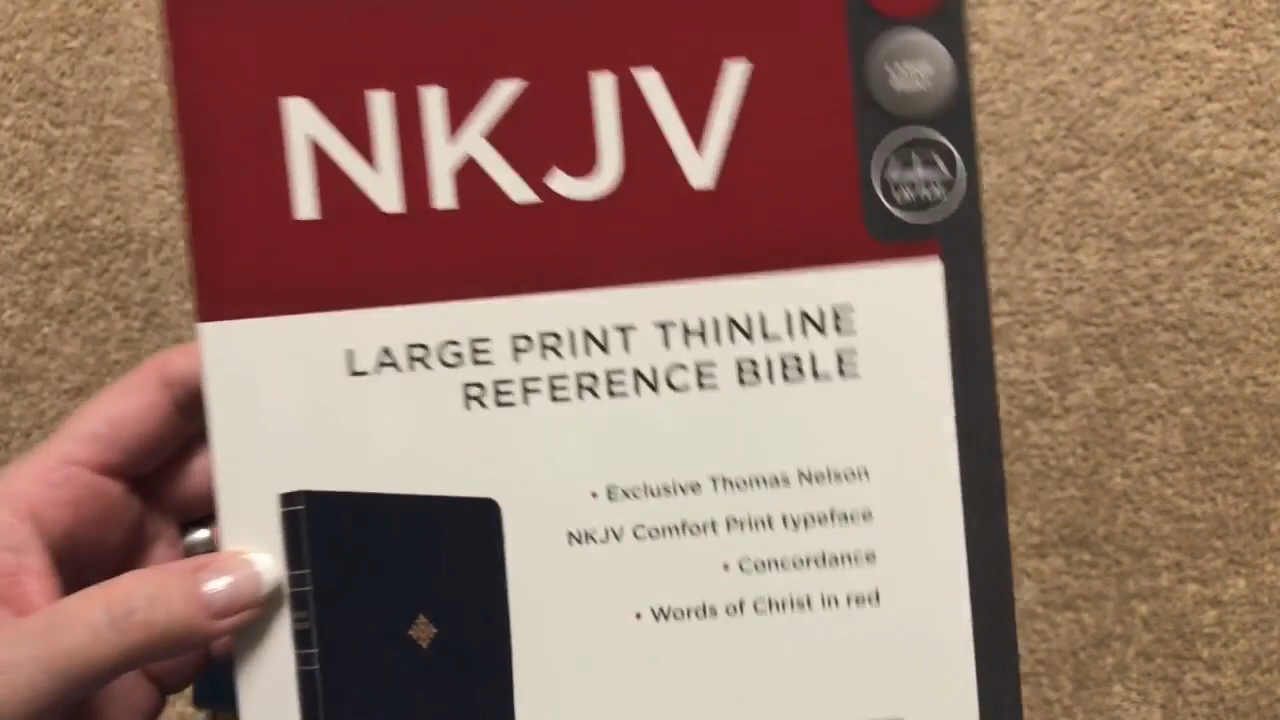 NKJV
LARGE PRINT THINLINE
REFERENCE BIBLE
• Exclusive Thomas Nelson
NKJV Comfort Print typeface
• Concordance
• Words of Christ in red